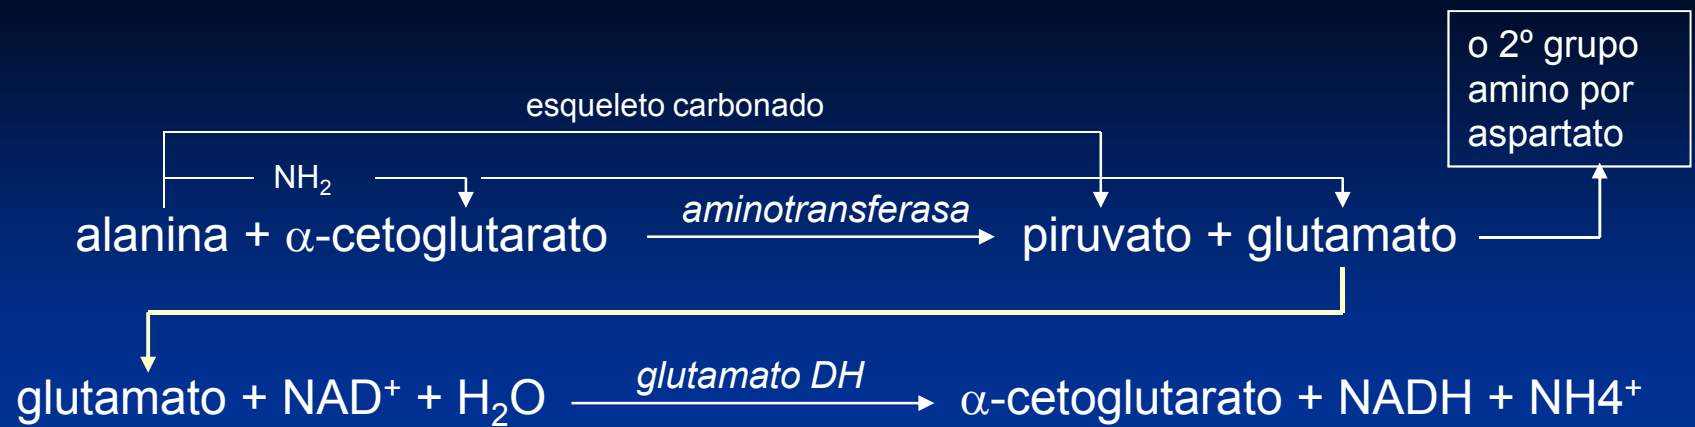 o 2º grupo
amino por
aspartato
esqueleto carbonado
NH₂
alanina + α-cetoglutarato aminotransferasa piruvato + glutamato
glutamato + NAD⁺ + H₂O glutamato DH α-cetoglutarato + NADH + NH4⁺